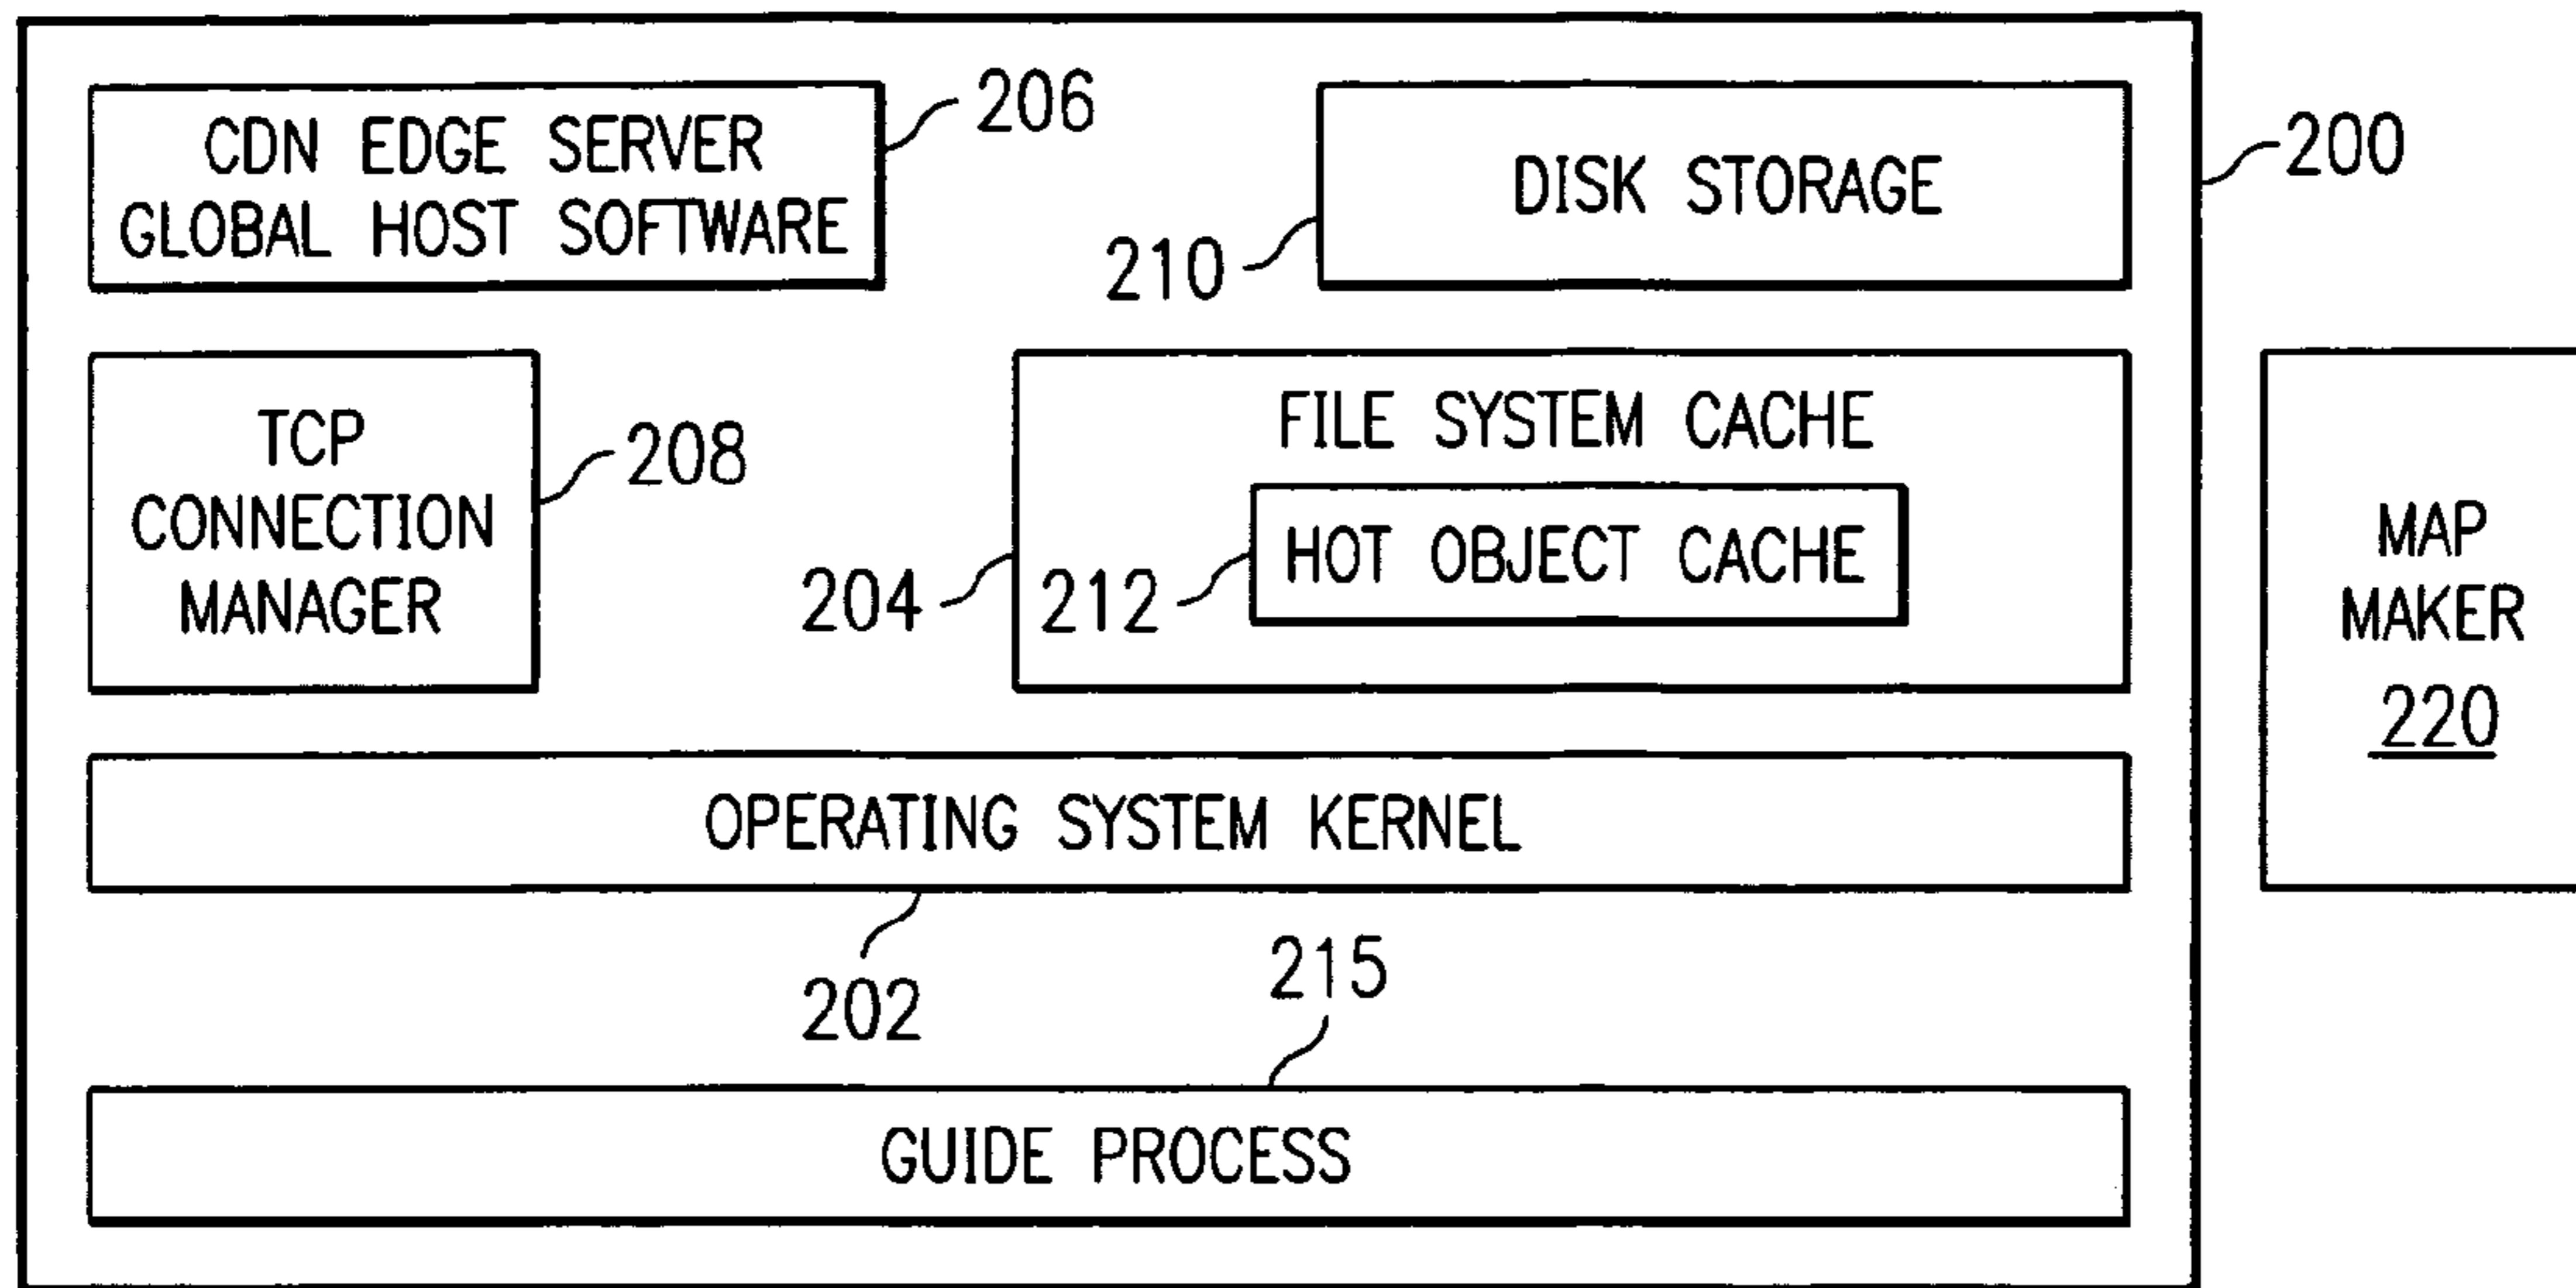 CDN EDGE SERVER
GLOBAL HOST SOFTWARE
206
DISK STORAGE
210
200
TCP
CONNECTION
MANAGER
208
FILE SYSTEM CACHE
HOT OBJECT CACHE
204
212
MAP
MAKER
220
OPERATING SYSTEM KERNEL
202
215
GUIDE PROCESS